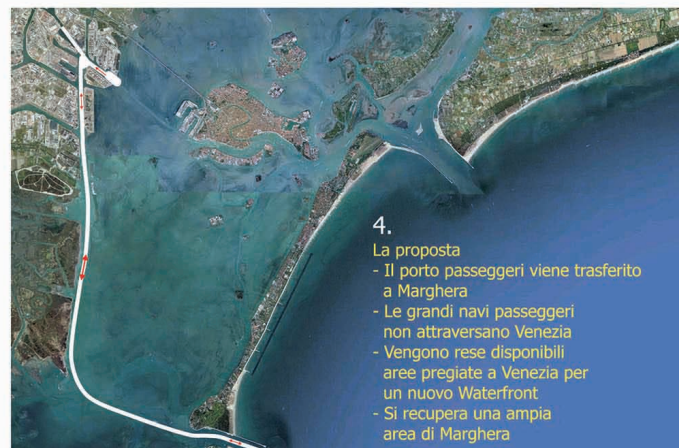 4.
La proposta
- Il porto passeggeri viene trasferito
a Marghera
- Le grandi navi passeggeri
non attraversano Venezia
- Vengono rese disponibili
aree pregiate a Venezia per
un nuovo Waterfront
- Si recupera una ampia
area di Marghera